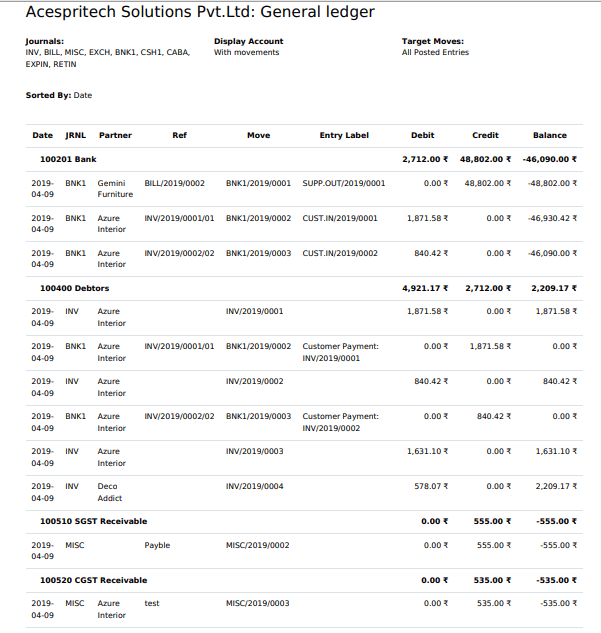 Acespritech Solutions Pvt.Ltd: General ledger
Journals: Display Account Target Moves:
INV, BILL, MISC, EXCH, BNK1, CSH1, CABA, With movements All Posted Entries
EXPIN, RETIN
Sorted By: Date
Date JRNL Partner Ref Move Entry Label Debit Credit Balance
100201 Bank 2,712.00 ₹ 48,802.00 ₹ -46,090.00 ₹
2019- BNK1 Gemini BILL/2019/0002 BNK1/2019/0001 SUPP.OUT/2019/0001 0.00 ₹ 48,802.00 ₹ -48,802.00 ₹
04-09 Furniture
2019- BNK1 Azure INV/2019/0001/01 BNK1/2019/0002 CUST.IN/2019/0001 1,871.58 ₹ 0.00 ₹ -46,930.42 ₹
04-09 Interior
2019- BNK1 Azure INV/2019/0002/02 BNK1/2019/0003 CUST.IN/2019/0002 840.42 ₹ 0.00 ₹ -46,090.00 ₹
04-09 Interior
100400 Debtors 4,921.17 ₹ 2,712.00 ₹ 2,209.17 ₹
2019- INV Azure INV/2019/0001 1,871.58 ₹ 0.00 ₹ 1,871.58 ₹
04-09 Interior
2019- BNK1 Azure INV/2019/0001/01 BNK1/2019/0002 Customer Payment: 0.00 ₹ 1,871.58 ₹ 0.00 ₹
04-09 Interior INV/2019/0001
2019- INV Azure INV/2019/0002 840.42 ₹ 0.00 ₹ 840.42 ₹
04-09 Interior
2019- BNK1 Azure INV/2019/0002/02 BNK1/2019/0003 Customer Payment: 0.00 ₹ 840.42 ₹ 0.00 ₹
04-09 Interior INV/2019/0002
2019- INV Azure INV/2019/0003 1,631.10 ₹ 0.00 ₹ 1,631.10 ₹
04-09 Interior
2019- INV Deco INV/2019/0004 578.07 ₹ 0.00 ₹ 2,209.17 ₹
04-09 Addict
100510 SGST Receivable 0.00 ₹ 555.00 ₹ -555.00 ₹
2019- MISC Payble MISC/2019/0002 0.00 ₹ 555.00 ₹ -555.00 ₹
04-09
100520 CGST Receivable 0.00 ₹ 535.00 ₹ -535.00 ₹
2019- MISC Azure test MISC/2019/0003 0.00 ₹ 535.00 ₹ -535.00 ₹
04-09 Interior